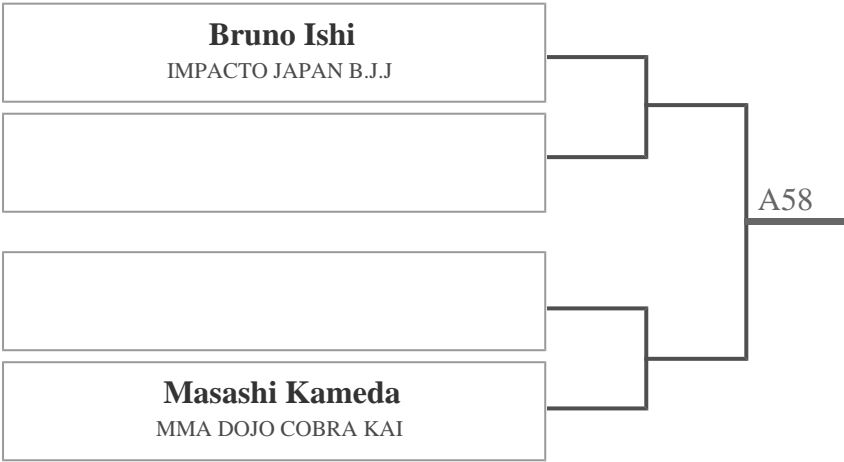 Bruno Ishi
IMPACTO JAPAN B.J.J
A58
Masashi Kameda
MMA DOJO COBRA KAI